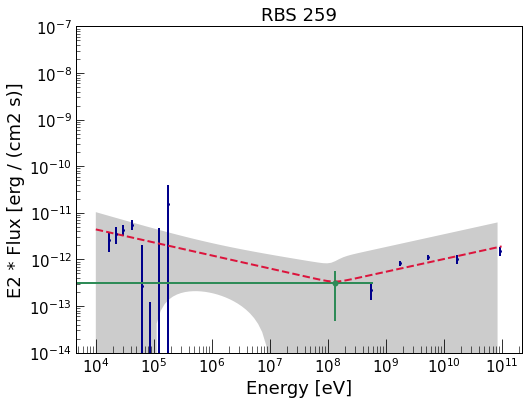 RBS 259
E2 * Flux [erg / (cm2 s)]
10⁻⁷
10⁻⁸
10⁻⁹
10⁻¹⁰
10⁻¹¹
10⁻¹²
10⁻¹³
10⁻¹⁴
10⁴ 10⁵ 10⁶ 10⁷ 10⁸ 10⁹ 10¹⁰ 10¹¹
Energy [eV]